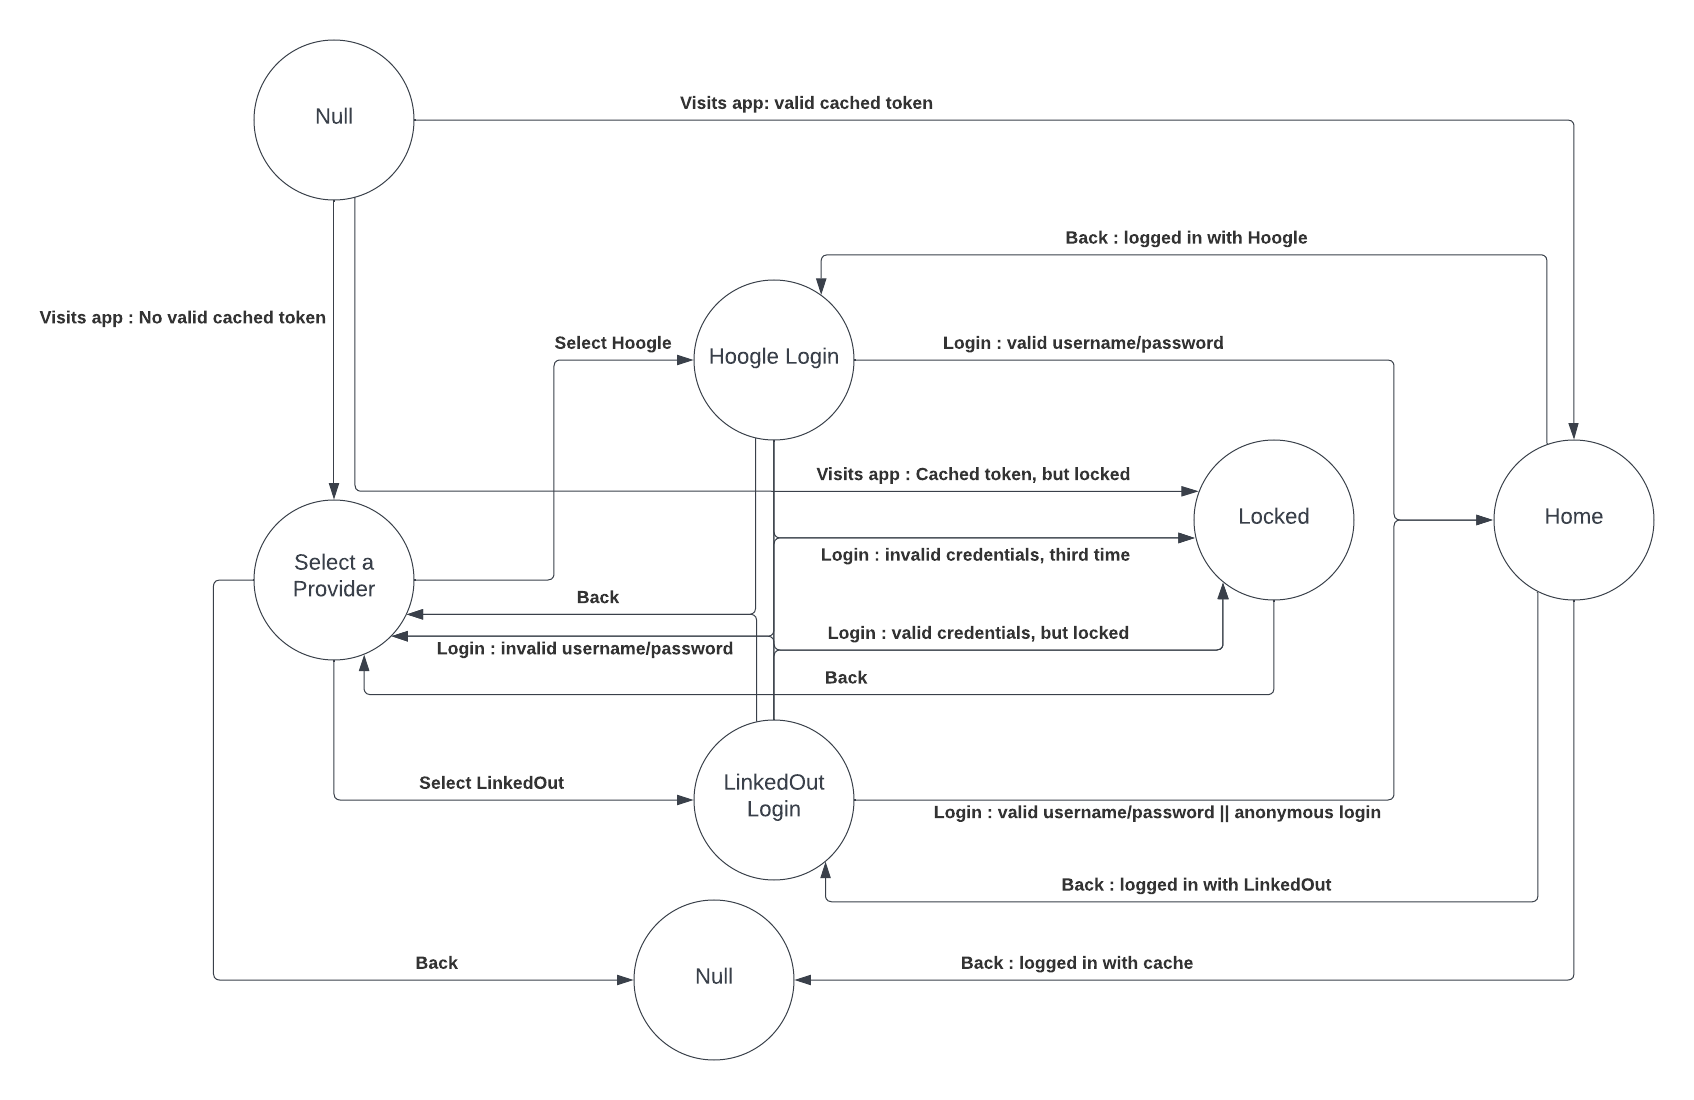 Visits app: valid cached token
Null
Back : logged in with Hoogle
Visits app : No valid cached token
Select Hoogle
Login : valid username/password
Hoogle Login
Visits app : Cached token, but locked
Locked
Home
Login : invalid credentials, third time
Select a
Provider
Back
Login : valid credentials, but locked
Login : invalid username/password
Back
Select LinkedOut
LinkedOut
Login
Login : valid username/password || anonymous login
Back : logged in with LinkedOut
Back
Null
Back : logged in with cache